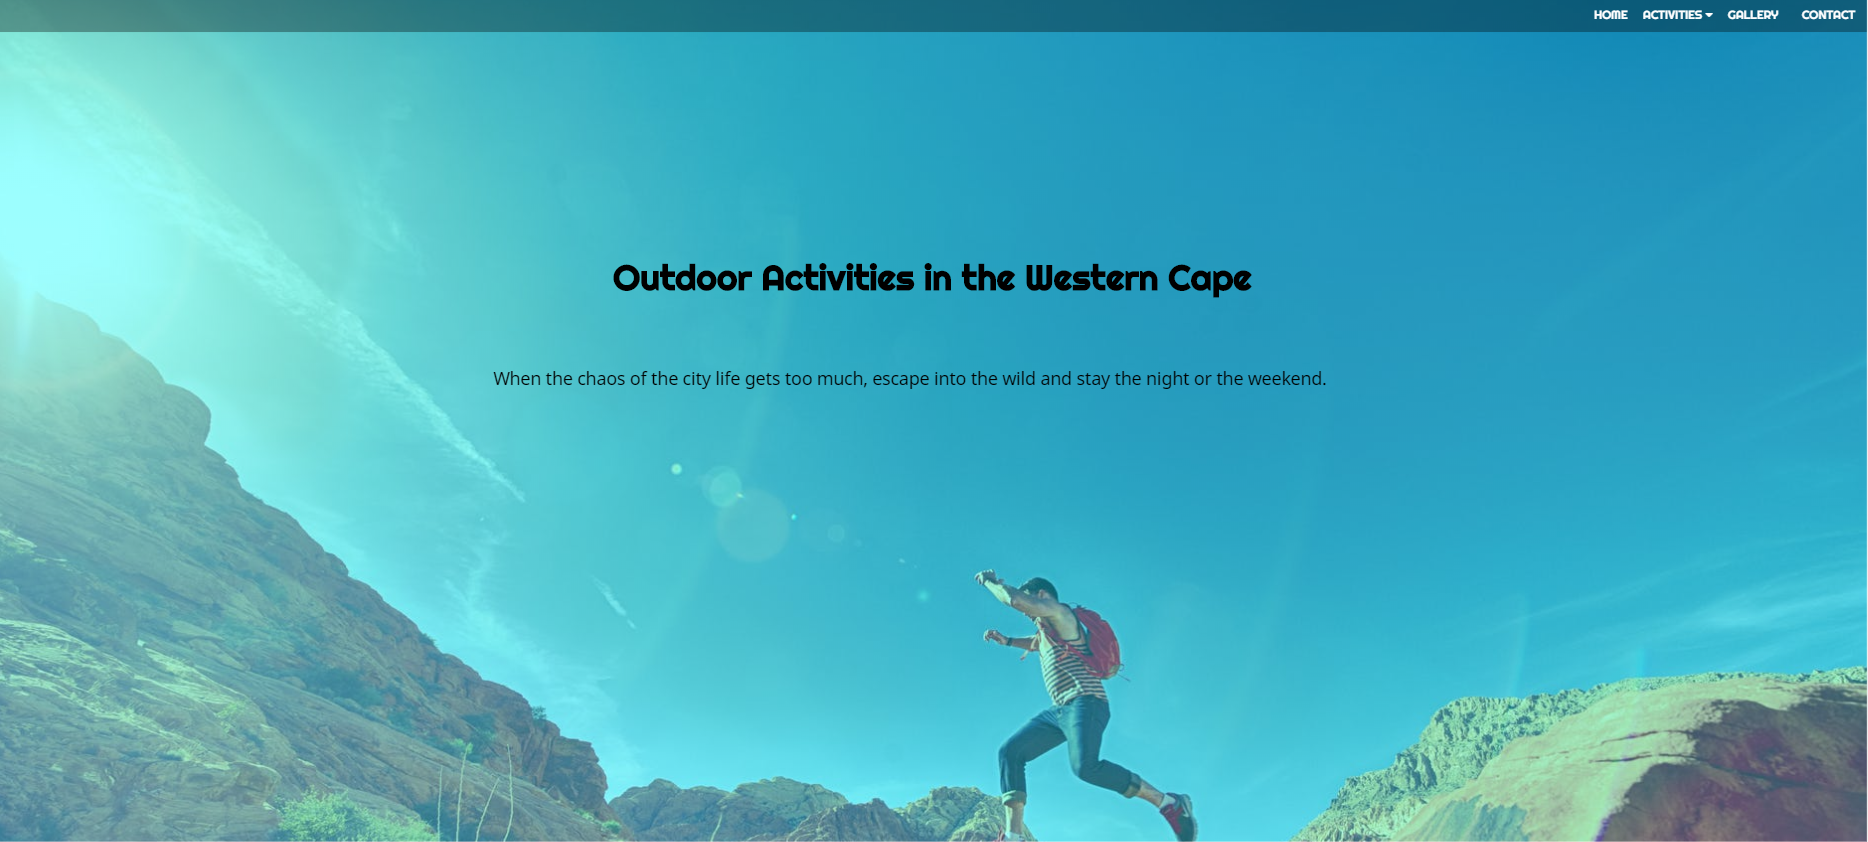 HOME ACTIVITIES GALLERY CONTACT
Outdoor Activities in the Western Cape
When the chaos of the city life gets too much, escape into the wild and stay the night or the weekend.